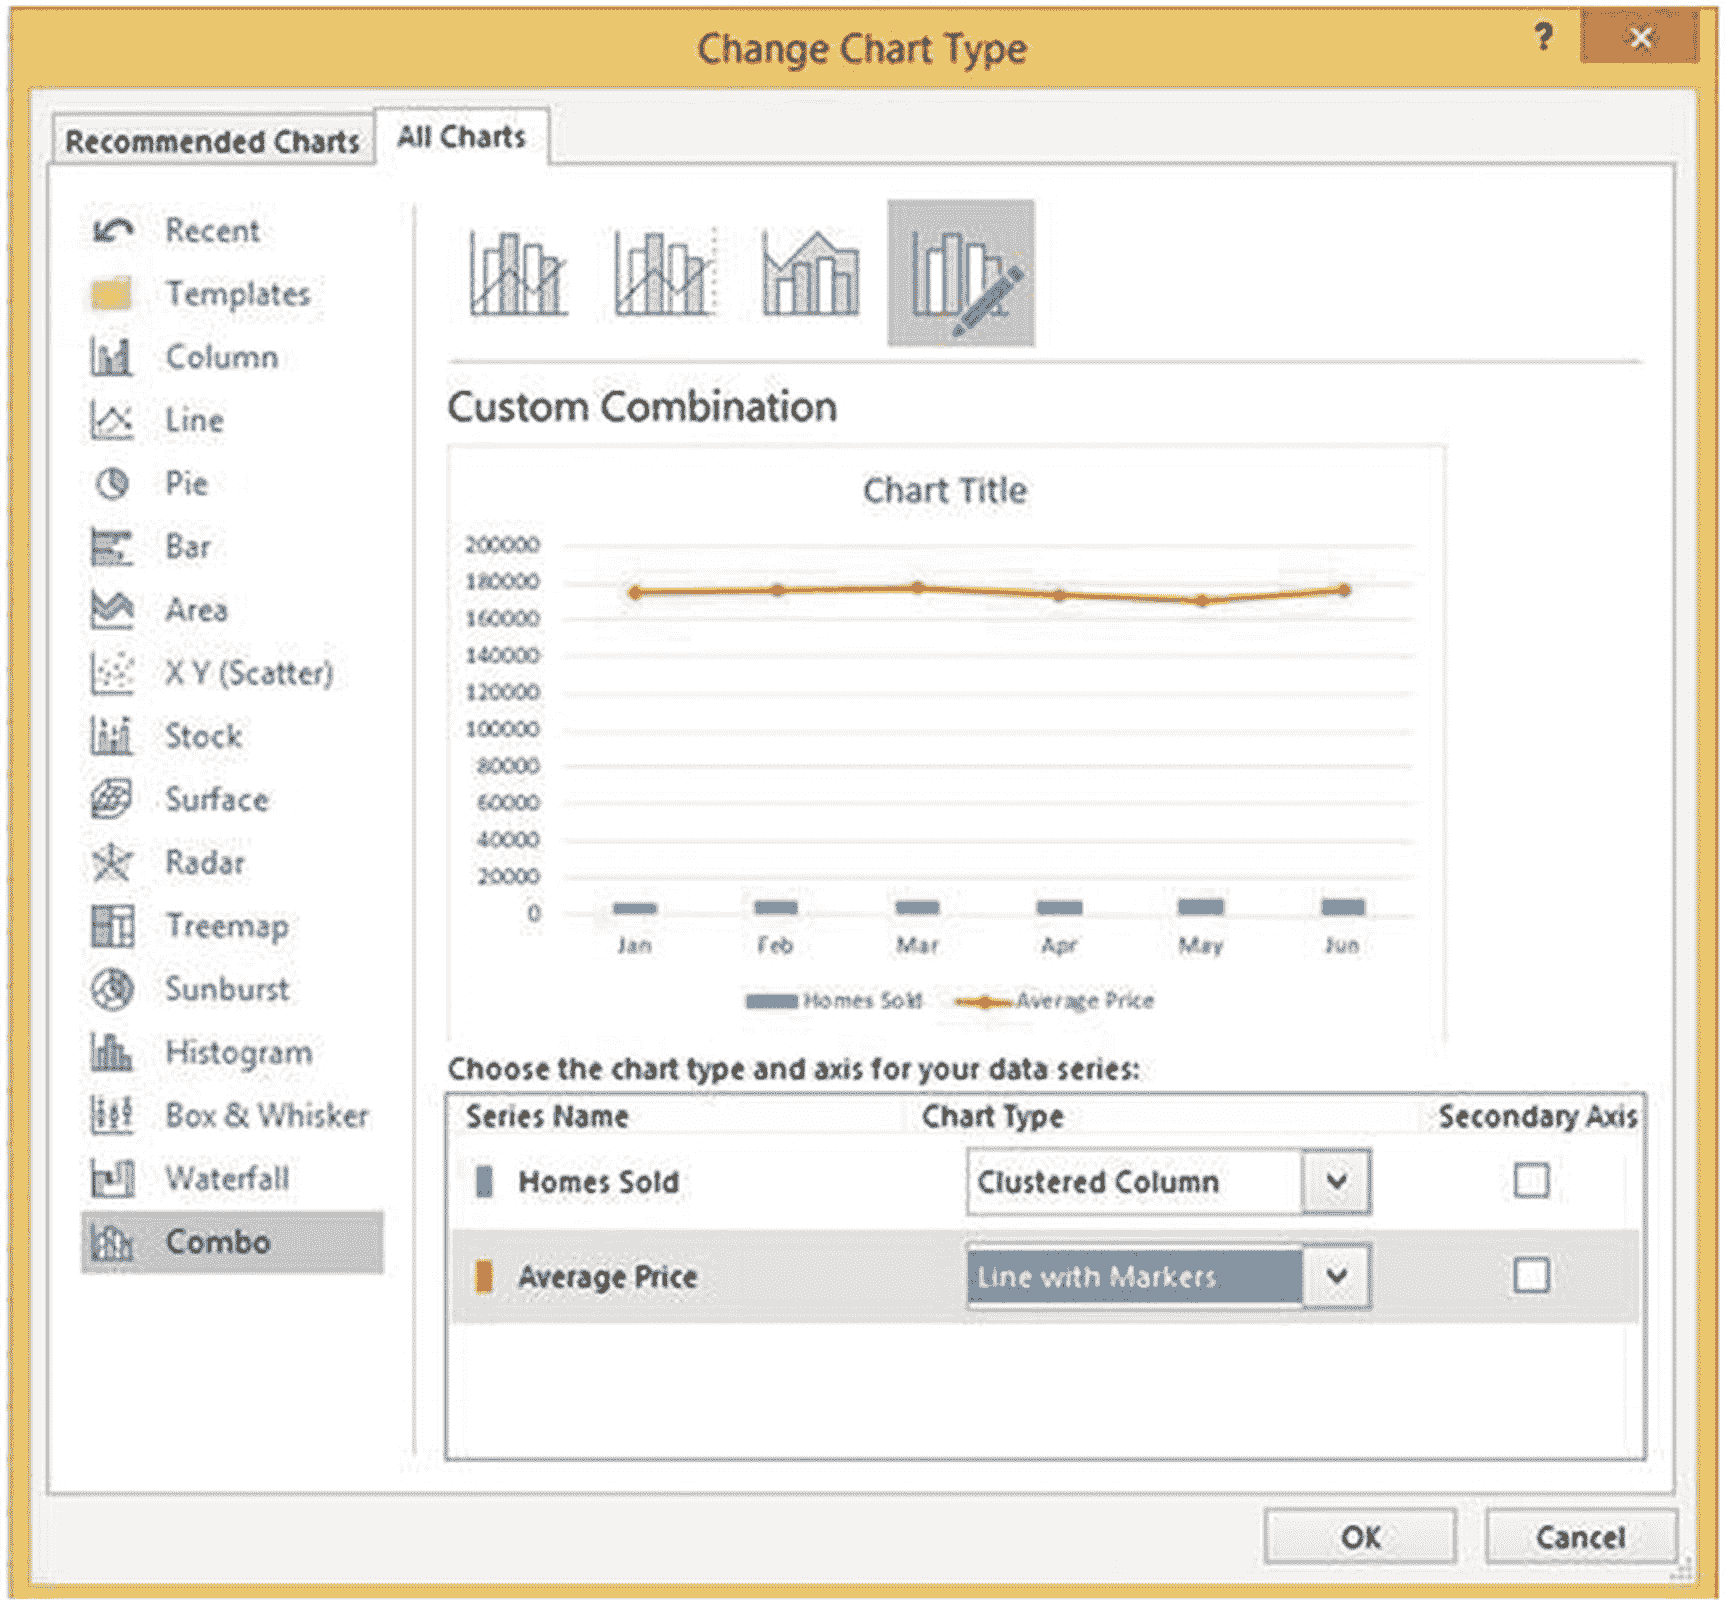 Change Chart Type
?
Recommended Charts
All Charts
Recent
Templates
Column
Line
Pie
Bar
Area
X Y (Scatter)
Stock
Surface
Radar
Treemap
Sunburst
Histogram
Box & Whisker
Waterfall
Combo
Custom Combination
Chart Title
200000
180000
160000
140000
120000
100000
80000
60000
40000
20000
0
Jan Feb Mar Apr May Jun
Homes Sold Average Price
Choose the chart type and axis for your data series:
Series Name Chart Type Secondary Axis
Homes Sold Clustered Column
Average Price Line with Markers
OK Cancel